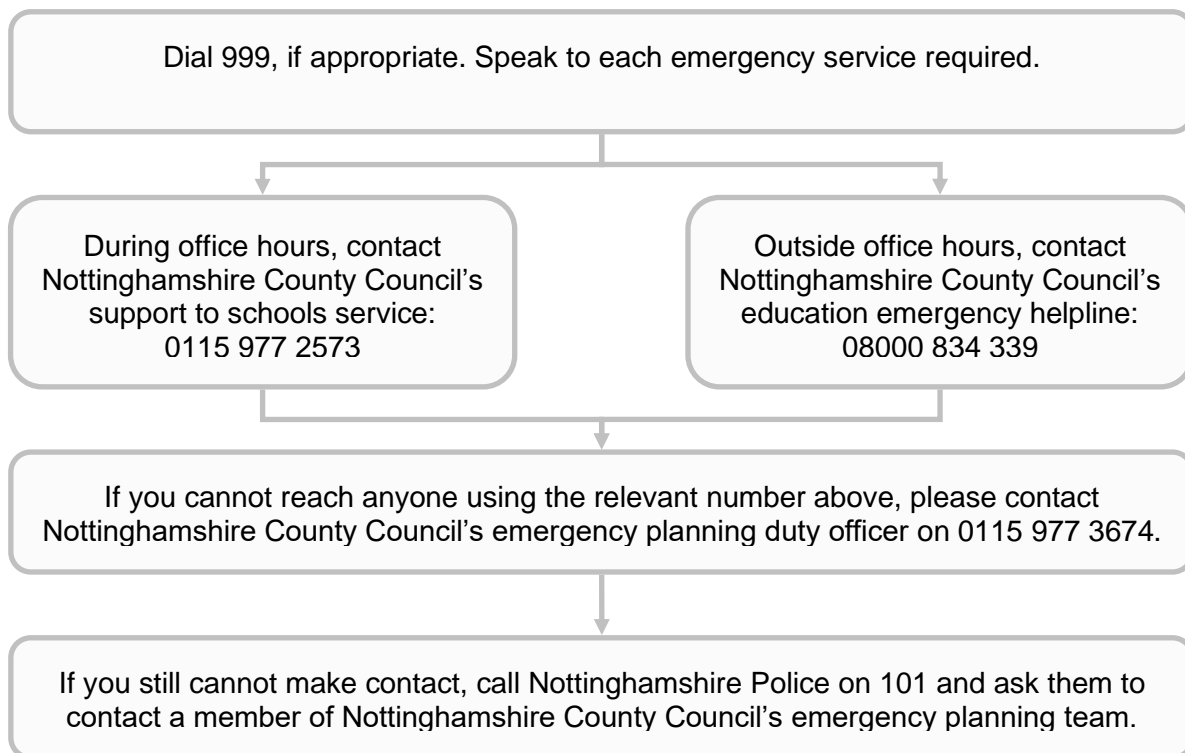 Dial 999, if appropriate. Speak to each emergency service required.
During office hours, contact
Nottinghamshire County Council’s
support to schools service:
0115 977 2573
Outside office hours, contact
Nottinghamshire County Council’s
education emergency helpline:
08000 834 339
If you cannot reach anyone using the relevant number above, please contact
Nottinghamshire County Council’s emergency planning duty officer on 0115 977 3674.
If you still cannot make contact, call Nottinghamshire Police on 101 and ask them to
contact a member of Nottinghamshire County Council’s emergency planning team.